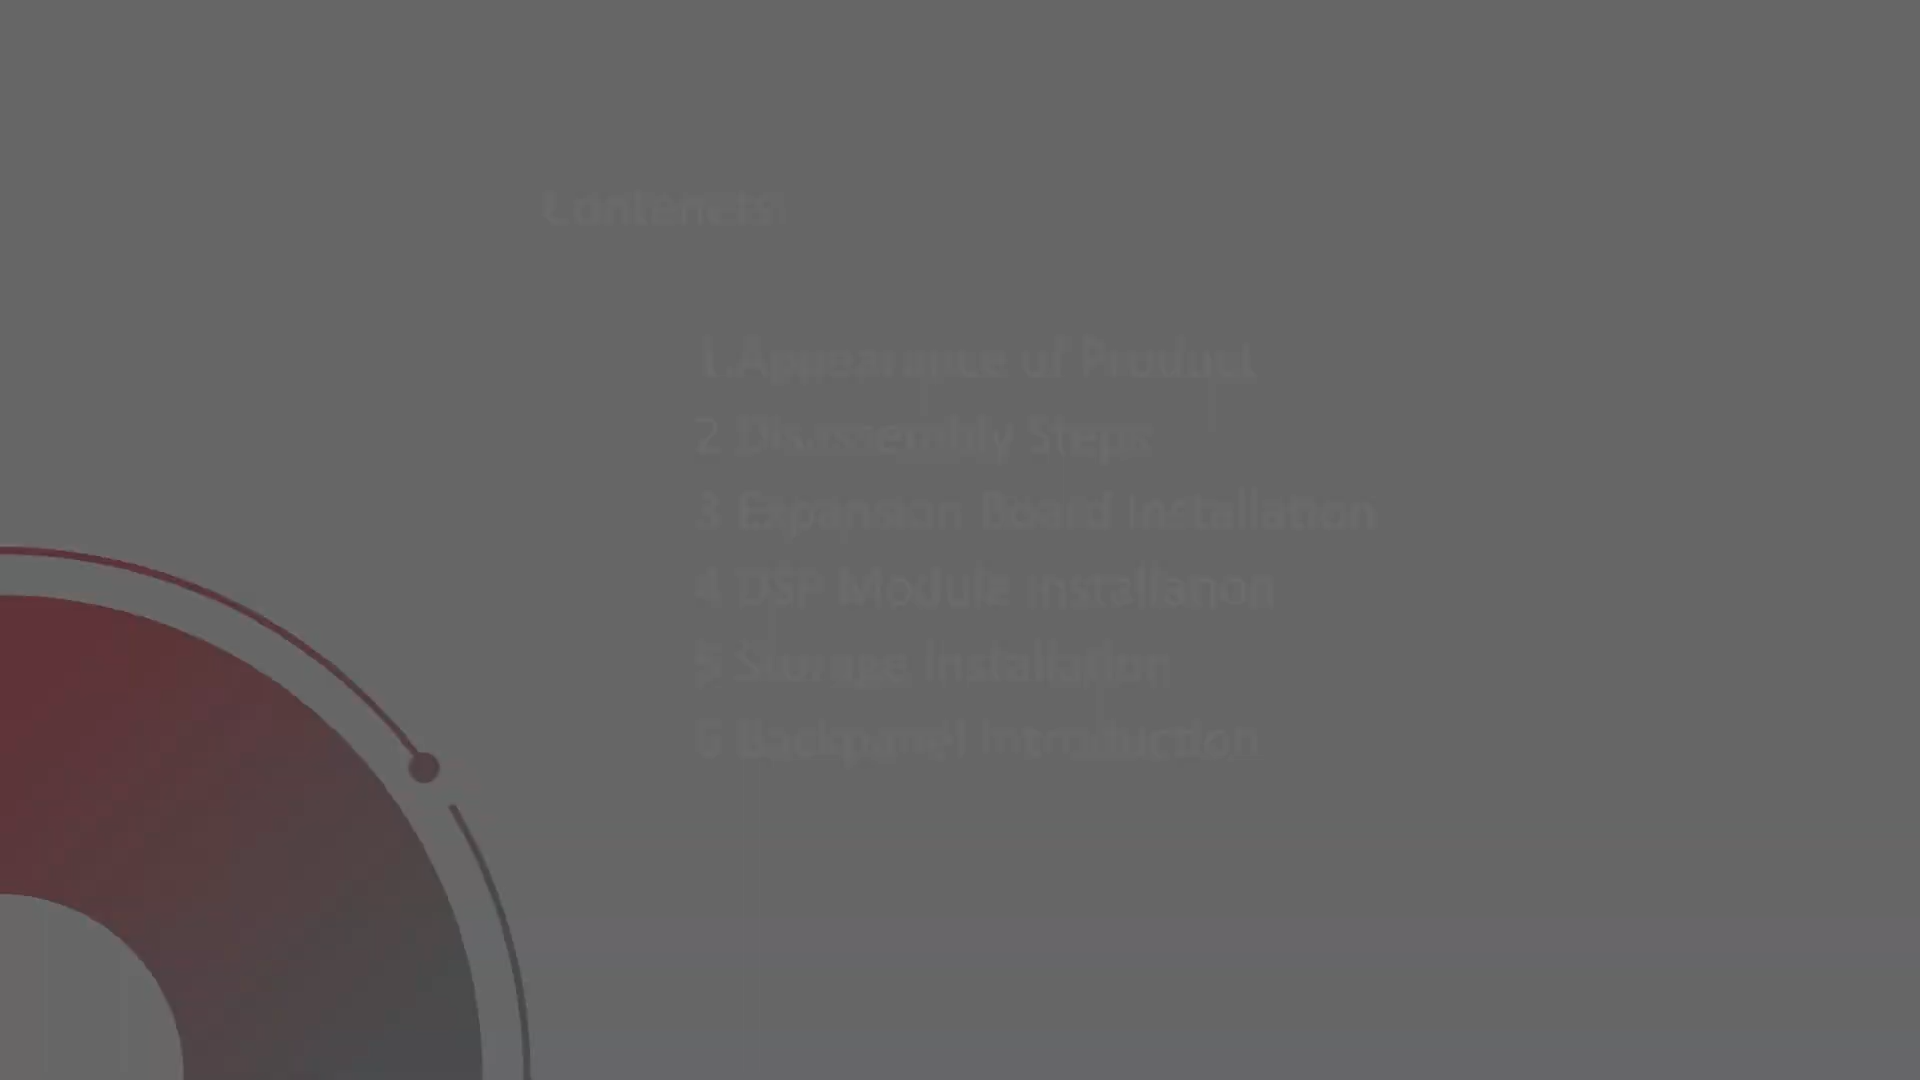 Contenets:
1.Appearance of Product
2 Disassembly Steps
3 Expansion Board Installation
4 DSP Module Installation
5 Storage Installation
6 Backpanel Introduction